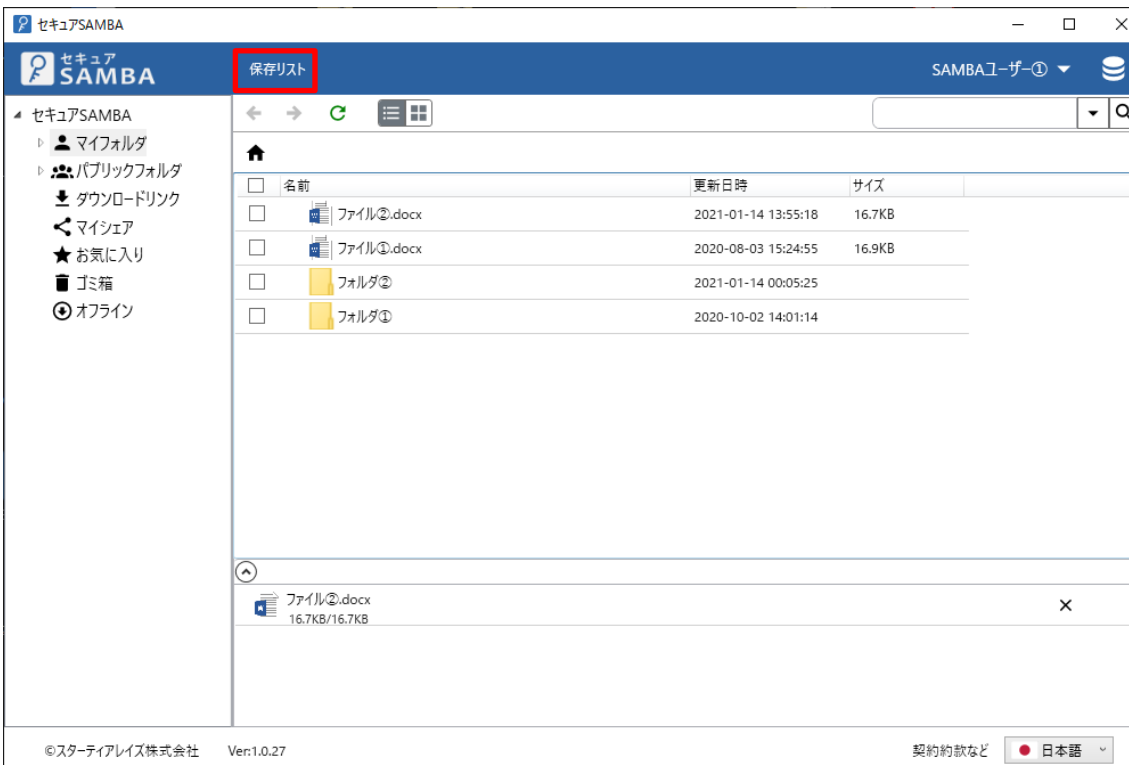 セキュアSAMBA
セキュア
SAMBA
保存リスト
SAMBAユーザー①
セキュアSAMBA
マイフォルダ
パブリックフォルダ
ダウンロードリンク
マイシェア
お気に入り
ゴミ箱
オフライン
名前 更新日時 サイズ
ファイル②.docx 2021-01-14 13:55:18 16.7KB
ファイル①.docx 2020-08-03 15:24:55 16.9KB
フォルダ② 2021-01-14 00:05:25
フォルダ① 2020-10-02 14:01:14
ファイル②.docx
16.7KB/16.7KB
©スターティアレイズ株式会社 Ver:1.0.27 契約約款など 日本語